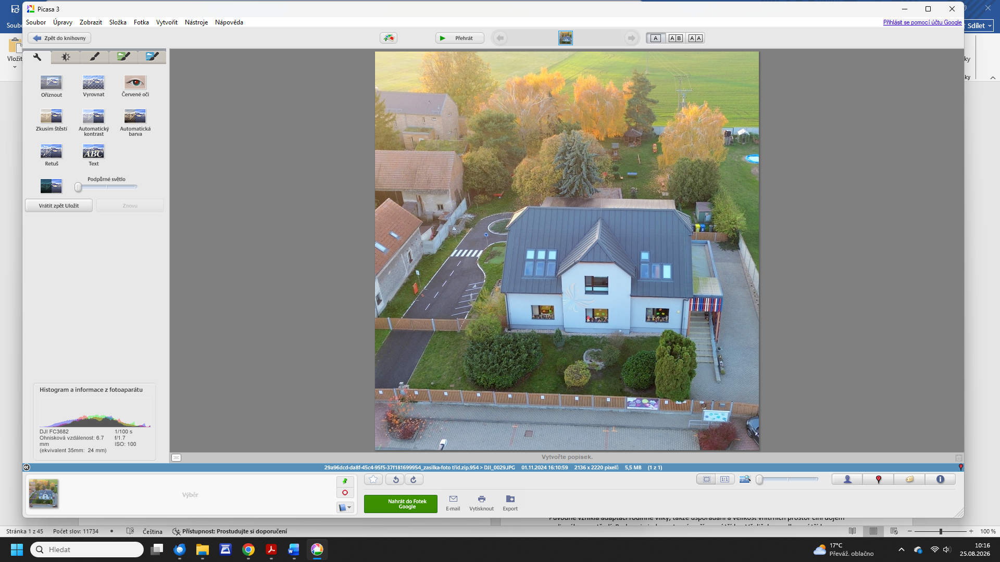 Picasa 3
Soubor Úpravy Zobrazit Složka Fotka Vytvořit Nástroje Nápověda
Přihlásit se pomocí účtu Google
Sdílet
Zpět do knihovny
Přehrát
A
A B
A A
Vložit
Oříznout
Vyrovnat
Červené oči
Zkusím štěstí
Automatický kontrast
Automatická barva
Retuš
Text
Podpůrné světlo
Vrátit zpět Uložit
Znovu
Histogram a informace z fotoaparátu
DJI FC3682
1/100 s
Ohnisková vzdálenost: 6.7 mm
f/1.7
ISO: 100
(ekvivalent 35mm: 24 mm)
Vytvořte popisek.
29a96dcd-da8f-45c4-95f5-37f181699954_zasilka-foto tříd.zip.954 > DJI_0029.JPG 01.11.2024 16:10:59 2136 x 2220 pixelů 5,5 MB (1 z 1)
Výběr
1:1
Nahrát do Fotek Google
E-mail
Vytisknout
Export
Stránka 1 z 45
Počet slov: 11734
Čeština
Přístupnost: Prostudujte si doporučení
100 %
Hledat
17°C
Převáž. oblačno
10:16
25.08.2026